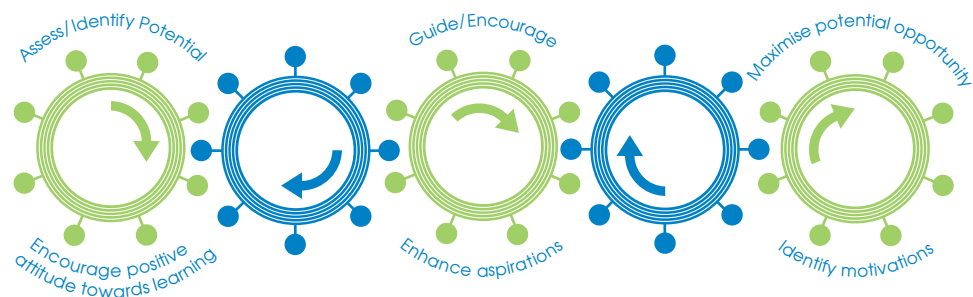 Assess/Identify Potential
Guide/Encourage
Maximise potential opportunity
Encourage positive
attitude towards learning
Enhance aspirations
Identify motivations